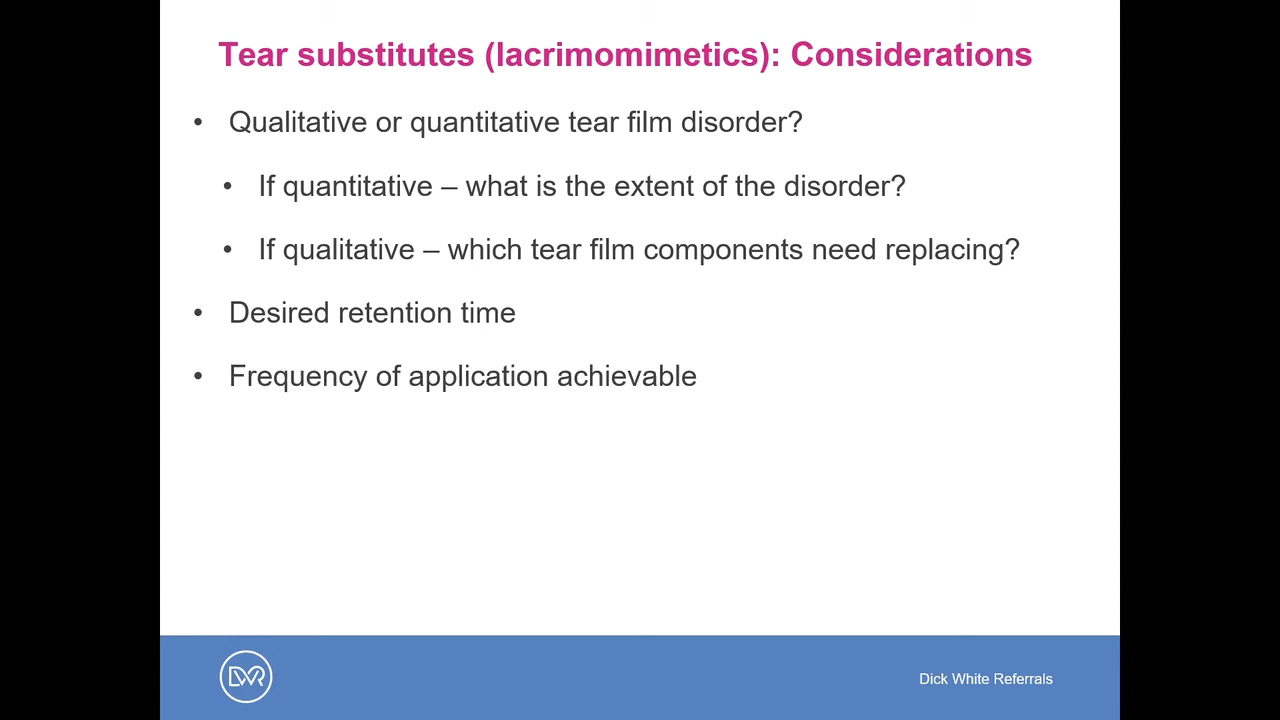 Tear substitutes (lacrimomimetics): Considerations
• Qualitative or quantitative tear film disorder?
• If quantitative – what is the extent of the disorder?
• If qualitative – which tear film components need replacing?
• Desired retention time
• Frequency of application achievable
DWR
Dick White Referrals